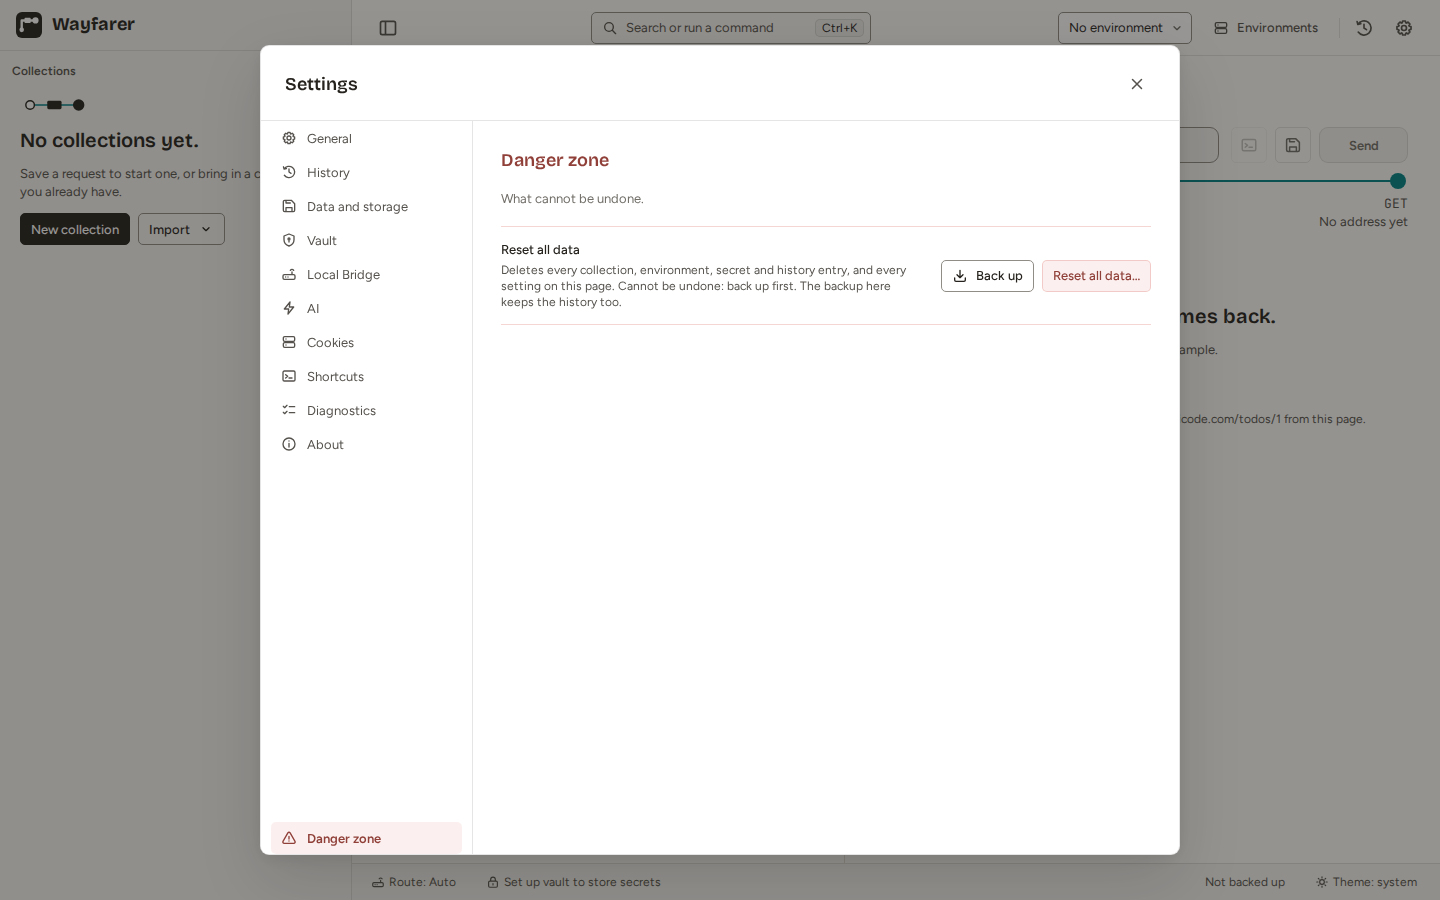 Wayfarer
Search or run a command
Ctrl+K
No environment
Environments
Collections
No collections yet.
Save a request to start one, or bring in a c
you already have.
New collection
Import
Settings
General
History
Data and storage
Vault
Local Bridge
AI
Cookies
Shortcuts
Diagnostics
About
Danger zone
Danger zone
What cannot be undone.
Reset all data
Deletes every collection, environment, secret and history entry, and every
setting on this page. Cannot be undone: back up first. The backup here
keeps the history too.
Back up
Reset all data...
Send
GET
No address yet
mes back.
ample.
code.com/todos/1 from this page.
Route: Auto
Set up vault to store secrets
Not backed up
Theme: system